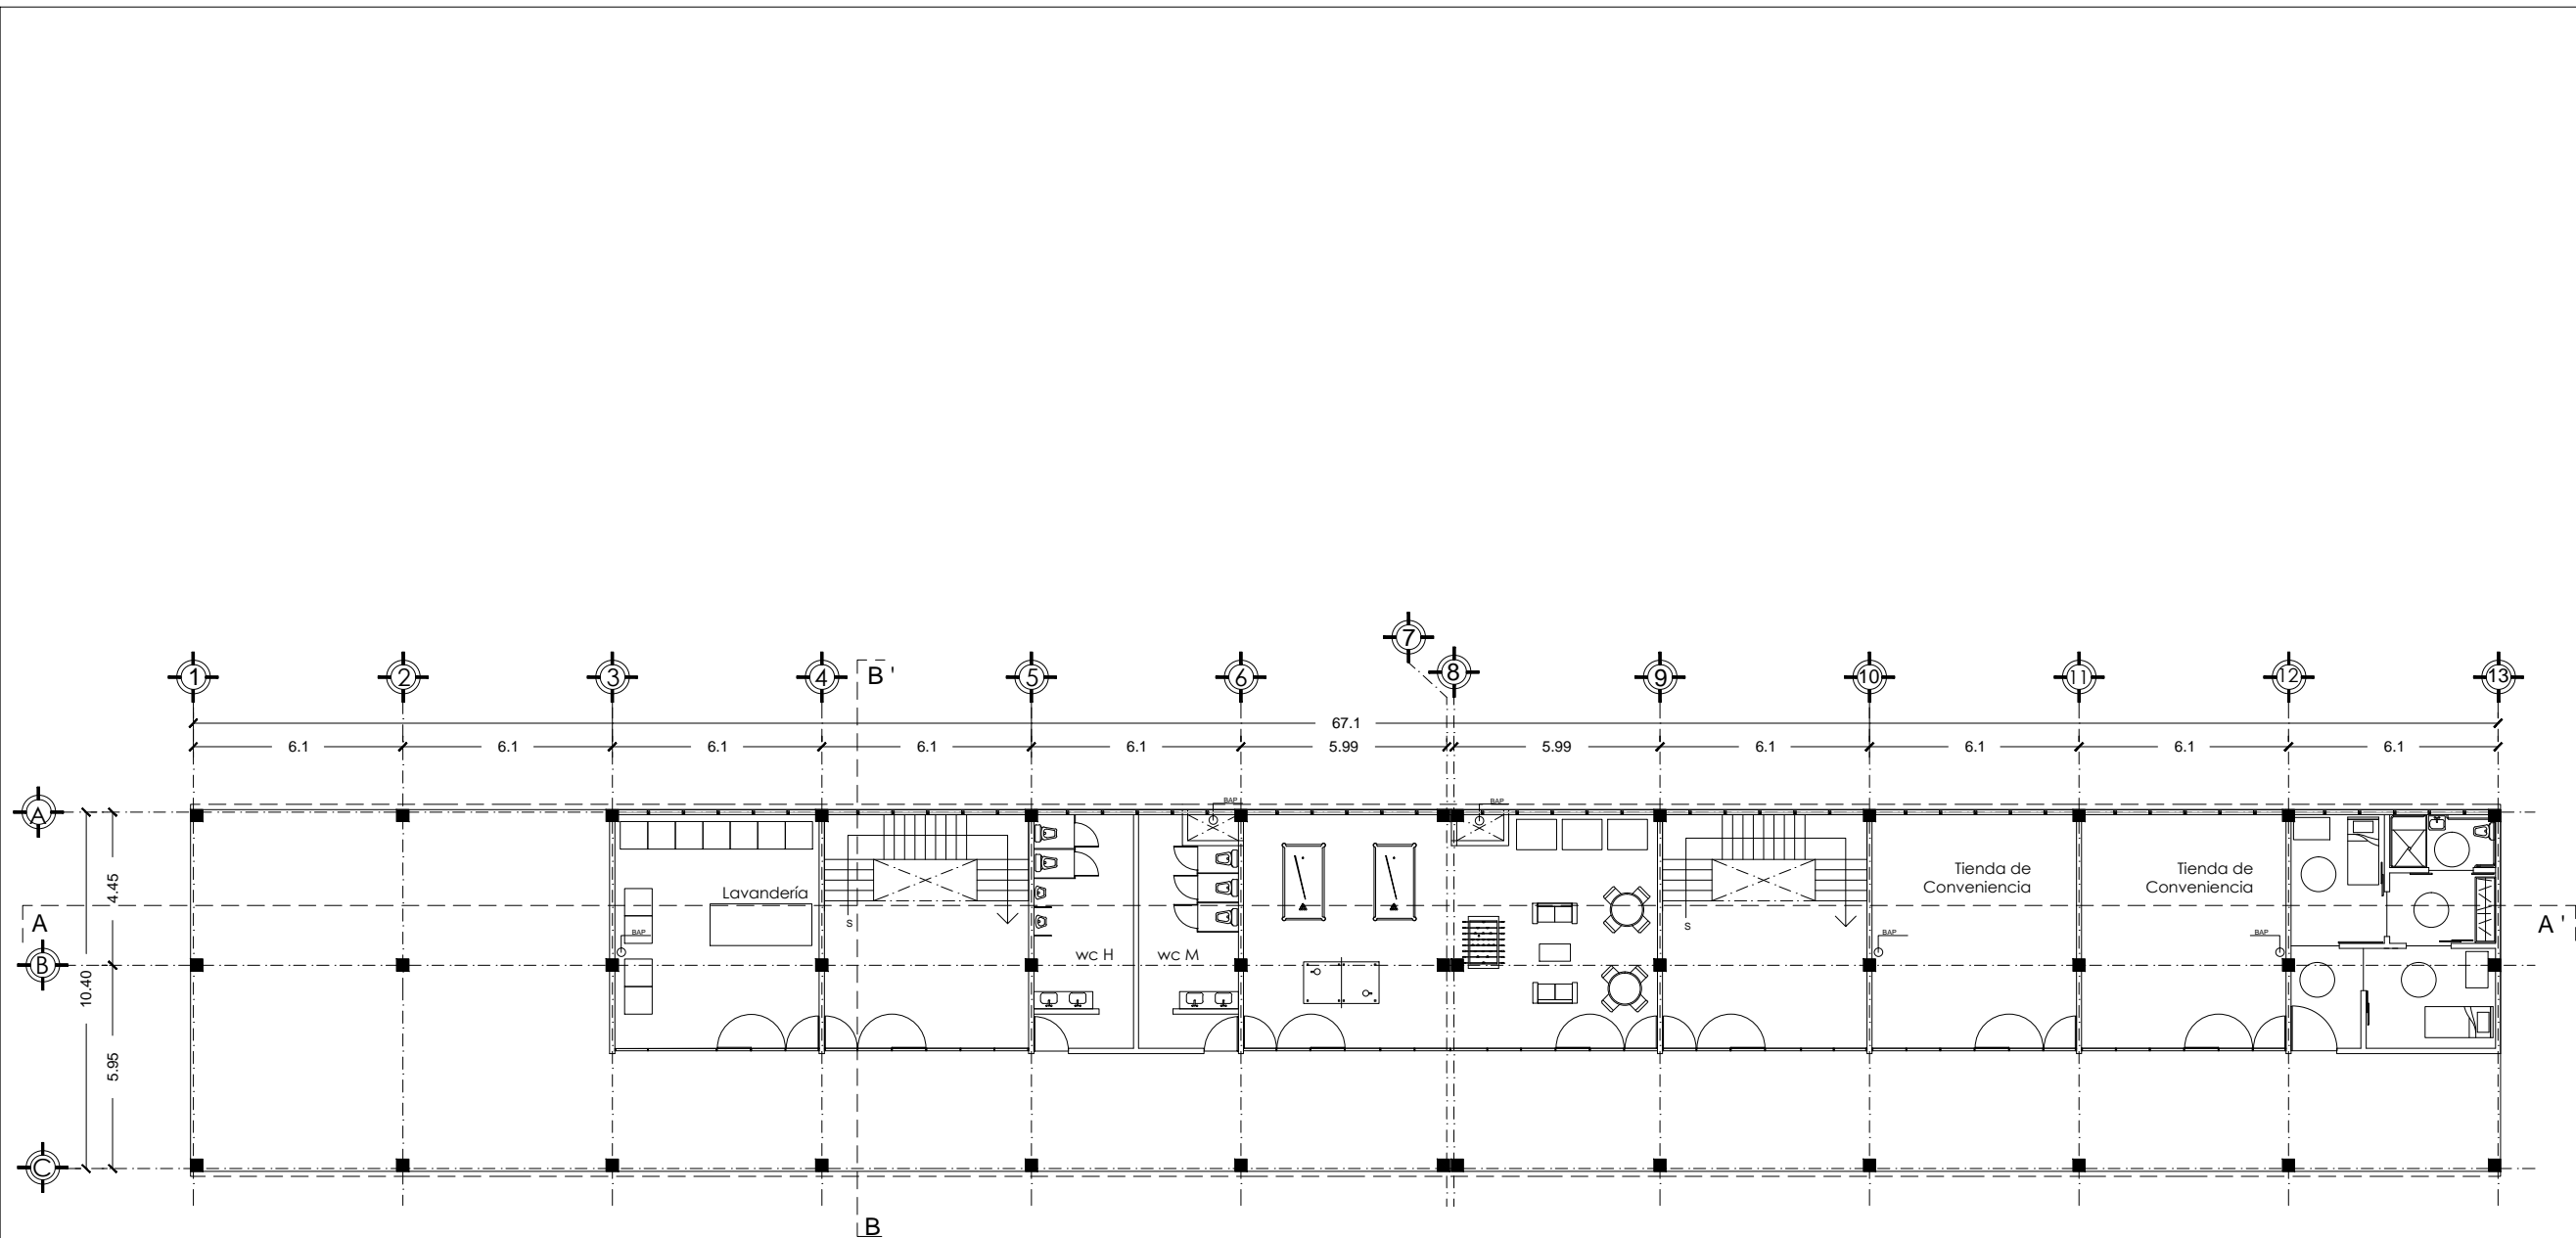 7
1
2
3
4
B '
5
6
8
9
10
11
12
13
67.1
6.1
6.1
6.1
6.1
6.1
5.99
5.99
6.1
6.1
6.1
6.1
A
BAP
BAP
4.45
Lavandería
Tienda de
Conveniencia
Tienda de
Conveniencia
A
S
S
A '
BAP
BAP
BAP
wc H
wc M
B
10.40
5.95
C
B